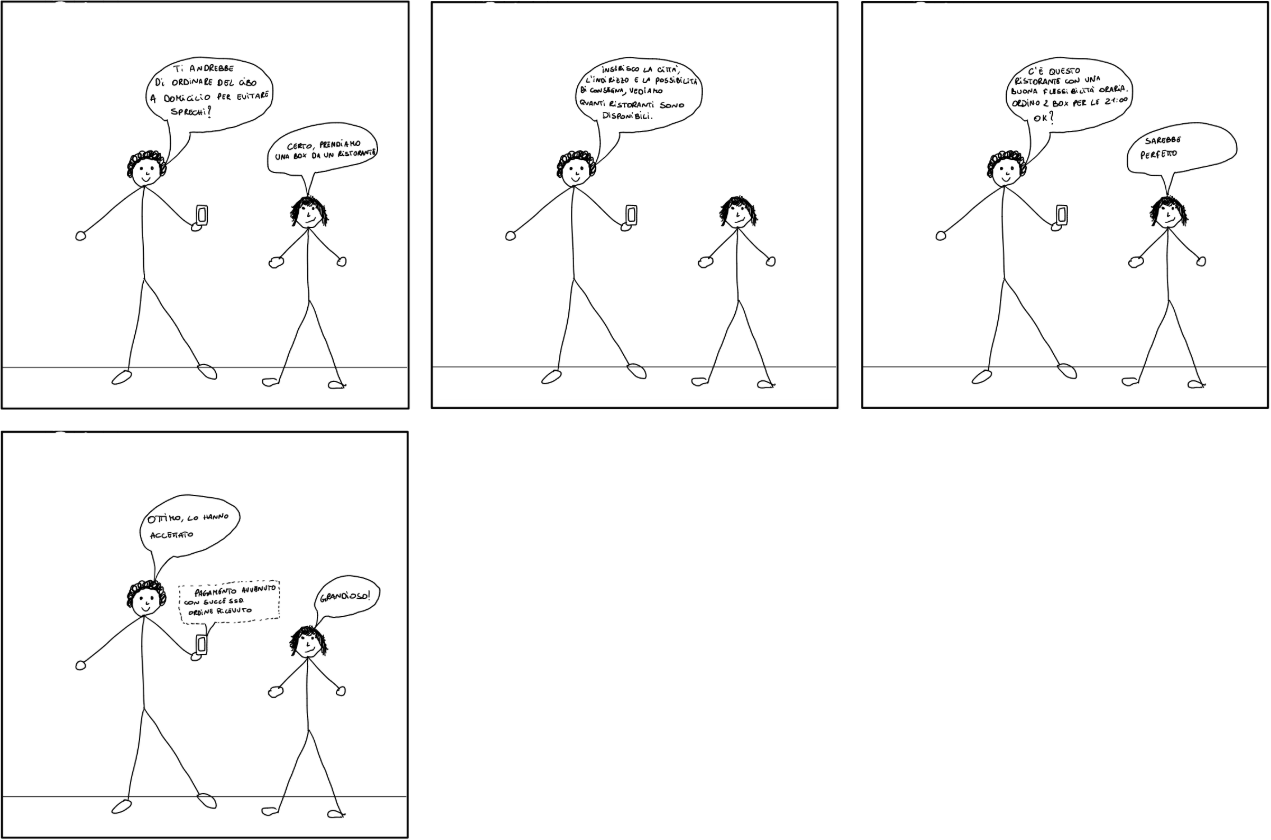 TI ANDREBBE
DI ORDINARE DEL CIBO
A DOMICILIO PER EVITARE
SPRECHI?
CERTO, PRENDIAMO
UNA BOX DA UN RISTORANTE
INSERISCO LA CITTÀ,
L'INDIRIZZO E LA POSSIBILITÀ
DI CONSEGNA, VEDIAMO
QUANTI RISTORANTI SONO
DISPONIBILI.
C'È QUESTO
RISTORANTE CON UNA
BUONA FLESSIBILITÀ ORARIA.
ORDINO 2 BOX PER LE 21:00
OK?
SAREBBE
PERFETTO
OTTIMO, LO HANNO
ACCETTATO
PAGAMENTO AVVENUTO
CON SUCCESSO.
ORDINE RICEVUTO
GRANDIOSO!